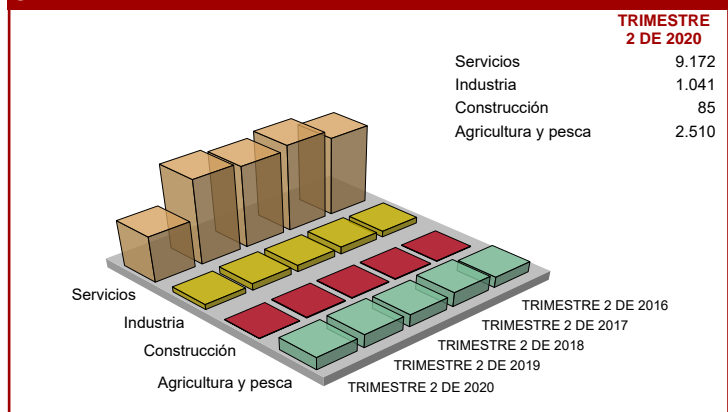 TRIMESTRE
2 DE 2020
Servicios 9.172
Industria 1.041
Construcción 85
Agricultura y pesca 2.510
Servicios
Industria
Construcción
Agricultura y pesca
TRIMESTRE 2 DE 2016
TRIMESTRE 2 DE 2017
TRIMESTRE 2 DE 2018
TRIMESTRE 2 DE 2019
TRIMESTRE 2 DE 2020